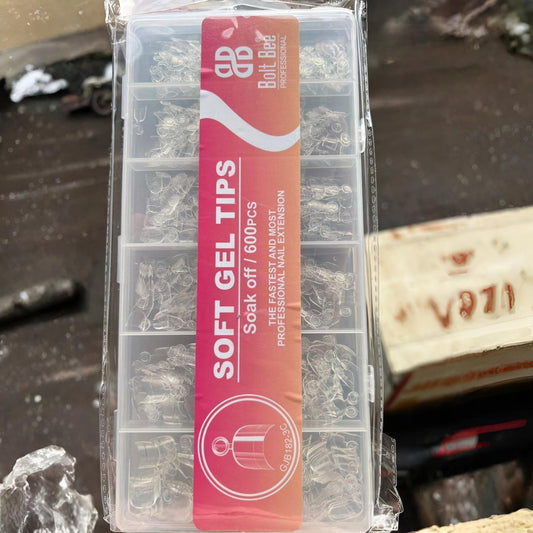 Bolt Bee
PROFESSIONAL
SOFT GEL TIPS
Soak off / 600PCS
THE FASTEST AND MOST
PROFESSIONAL NAIL EXTENSION